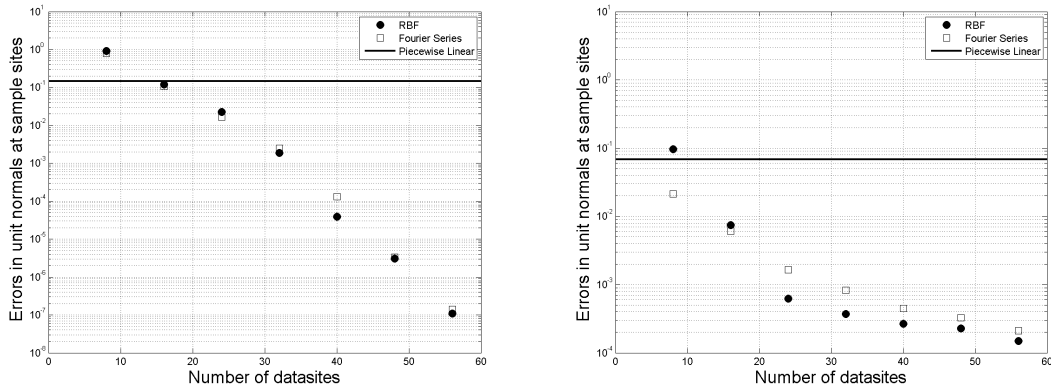 10^1
10^0
10^-1
10^-2
10^-3
10^-4
10^-5
10^-6
10^-7
10^-8
Errors in unit normals at sample sites
RBF
Fourier Series
Piecewise Linear
0 10 20 30 40 50 60
Number of datasites
10^1
10^0
10^-1
10^-2
10^-3
10^-4
Errors in unit normals at sample sites
RBF
Fourier Series
Piecewise Linear
0 10 20 30 40 50 60
Number of datasites